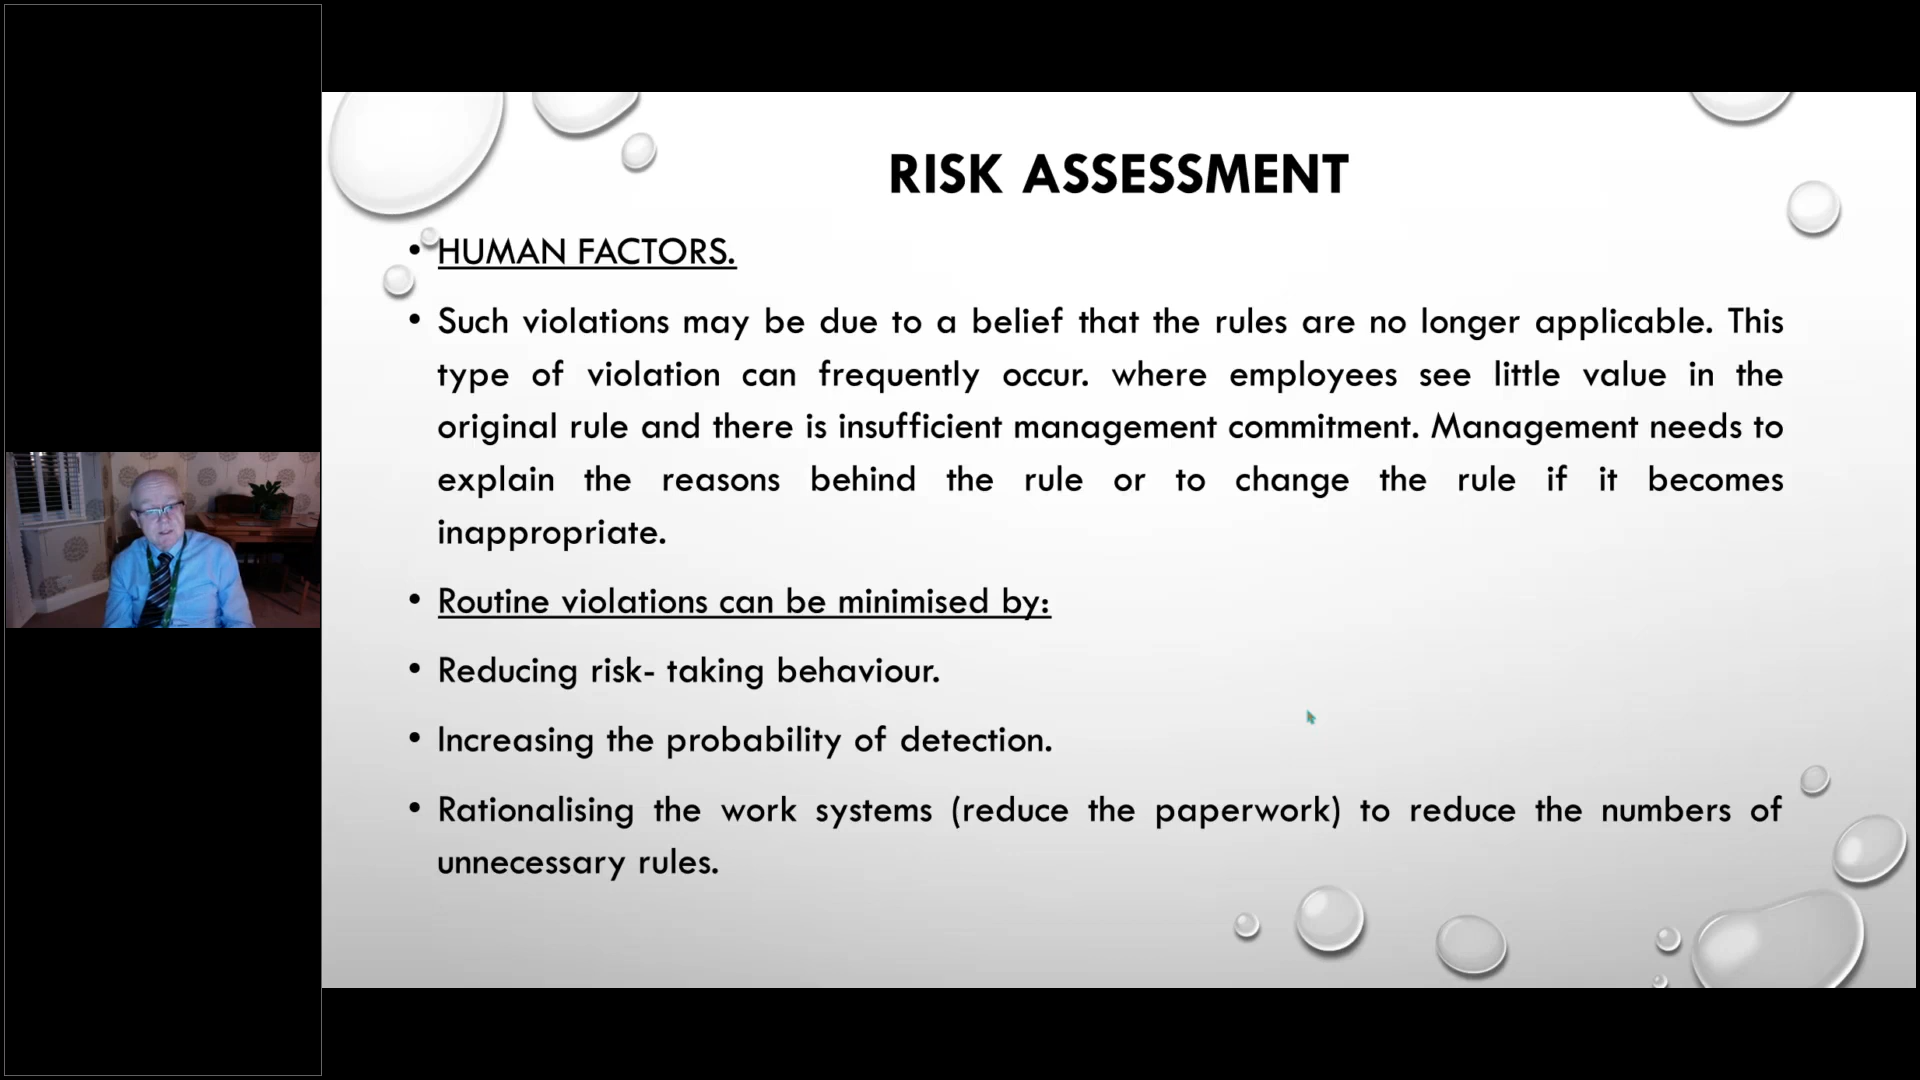 RISK ASSESSMENT
• HUMAN FACTORS.
• Such violations may be due to a belief that the rules are no longer applicable. This
type of violation can frequently occur. where employees see little value in the
original rule and there is insufficient management commitment. Management needs to
explain the reasons behind the rule or to change the rule if it becomes
inappropriate.
• Routine violations can be minimised by:
• Reducing risk- taking behaviour.
• Increasing the probability of detection.
• Rationalising the work systems (reduce the paperwork) to reduce the numbers of
unnecessary rules.